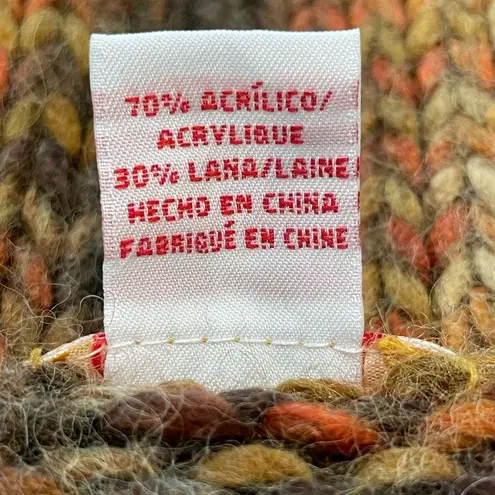 70% ACRÍLICO/
ACRYLIQUE
30% LANA/LAINE
HECHO EN CHINA
FABRIQUÉ EN CHINE